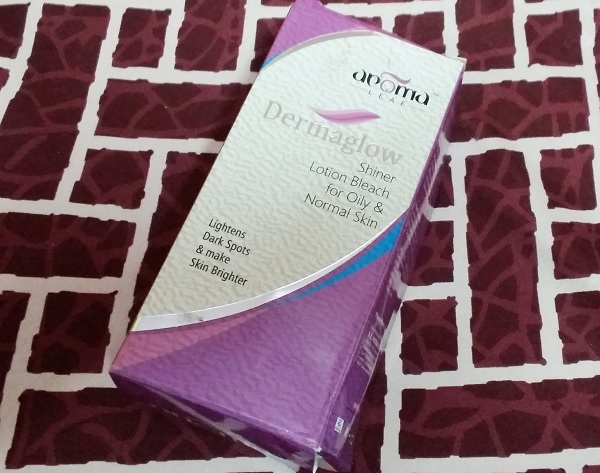 aroma
LEAF
Dermaglow
Shiner
Lotion Bleach
for Oily &
Normal Skin
Lightens
Dark Spots
& make
Skin Brighter